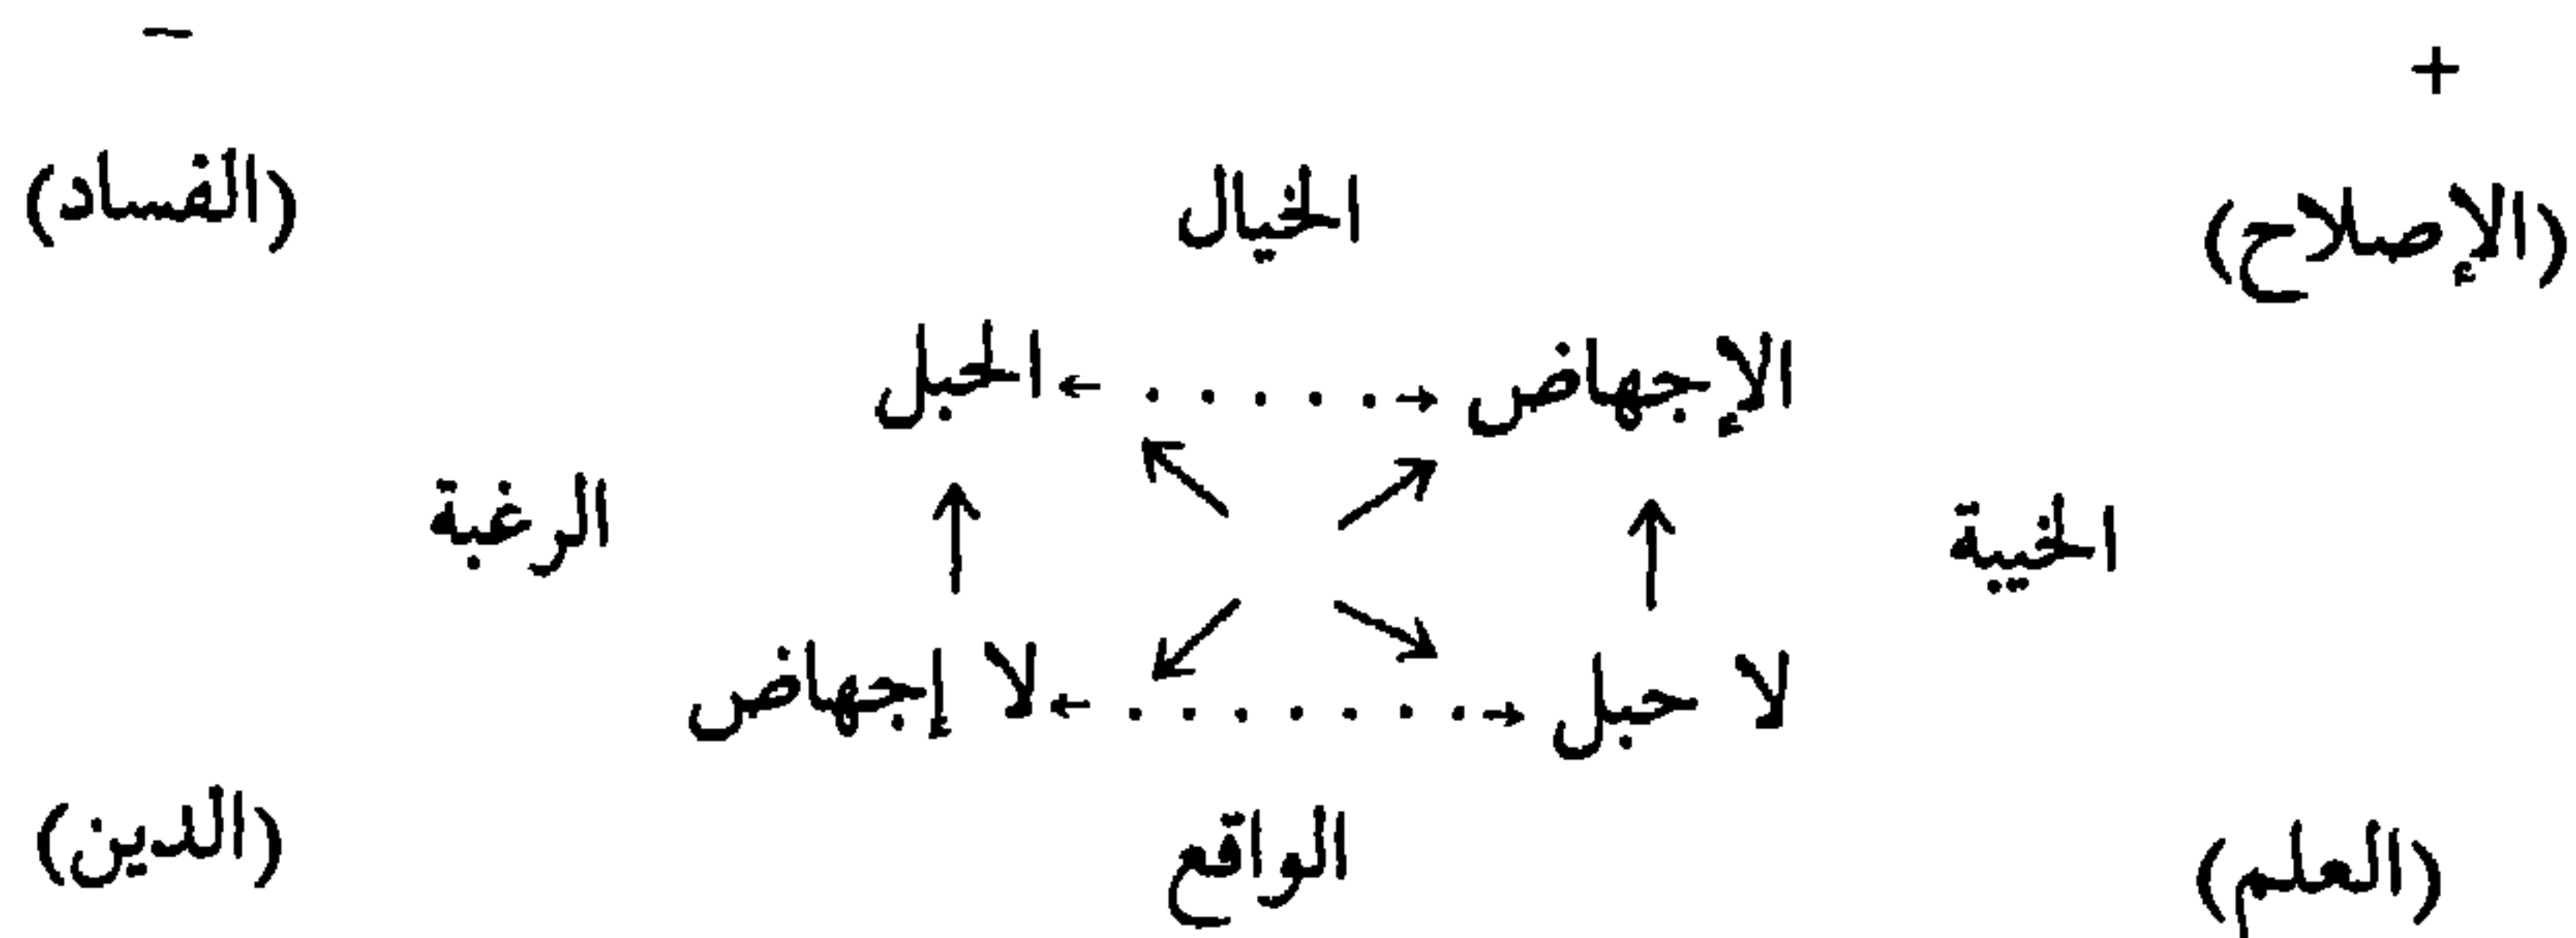 + −
(الإصلاح) الخيال (الفساد)
الإجهاض الحبل
الخيبة الرغبة
لا حبل لا إجهاض
(العلم) الواقع (الدين)